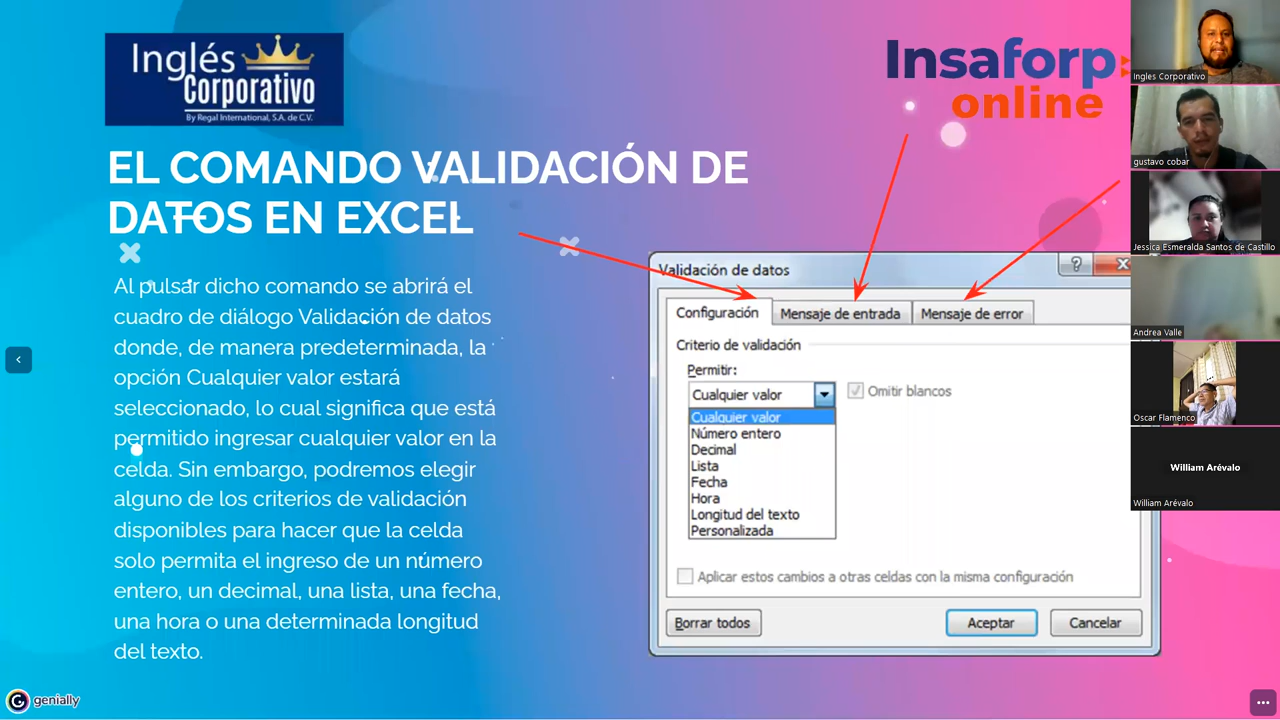 Inglés
Corporativo
By Regal International, S.A. de C.V.
Insaforp
online
EL COMANDO VALIDACIÓN DE
DATOS EN EXCEL
Al pulsar dicho comando se abrirá el
cuadro de diálogo Validación de datos
donde, de manera predeterminada, la
opción Cualquier valor estará
seleccionado, lo cual significa que está
permitido ingresar cualquier valor en la
celda. Sin embargo, podremos elegir
alguno de los criterios de validación
disponibles para hacer que la celda
solo permita el ingreso de un número
entero, un decimal, una lista, una fecha,
una hora o una determinada longitud
del texto.
Validación de datos
Configuración
Mensaje de entrada
Mensaje de error
Criterio de validación
Permitir:
Cualquier valor
Omitir blancos
Cualquier valor
Número entero
Decimal
Lista
Fecha
Hora
Longitud del texto
Personalizada
Aplicar estos cambios a otras celdas con la misma configuración
Borrar todos
Aceptar
Cancelar
Ingles Corporativo
gustavo cobar
Jessica Esmeralda Santos de Castillo
Andrea Valle
Oscar Flamenco
William Arévalo
William Arévalo
genially